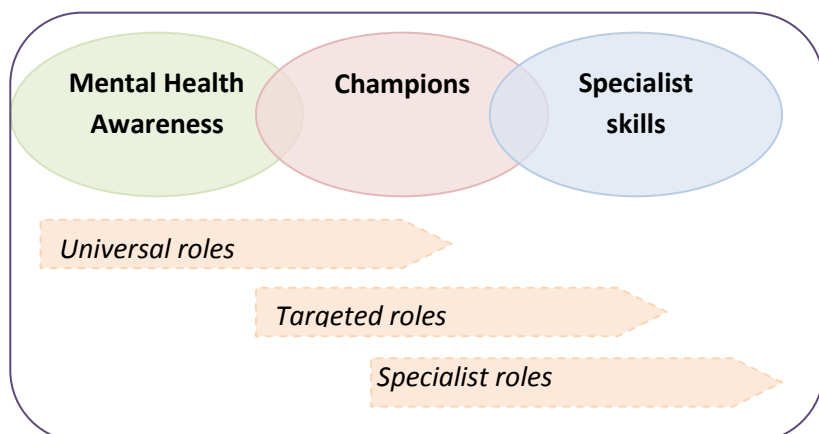 Mental Health
Awareness
Champions
Specialist
skills
Universal roles
Targeted roles
Specialist roles